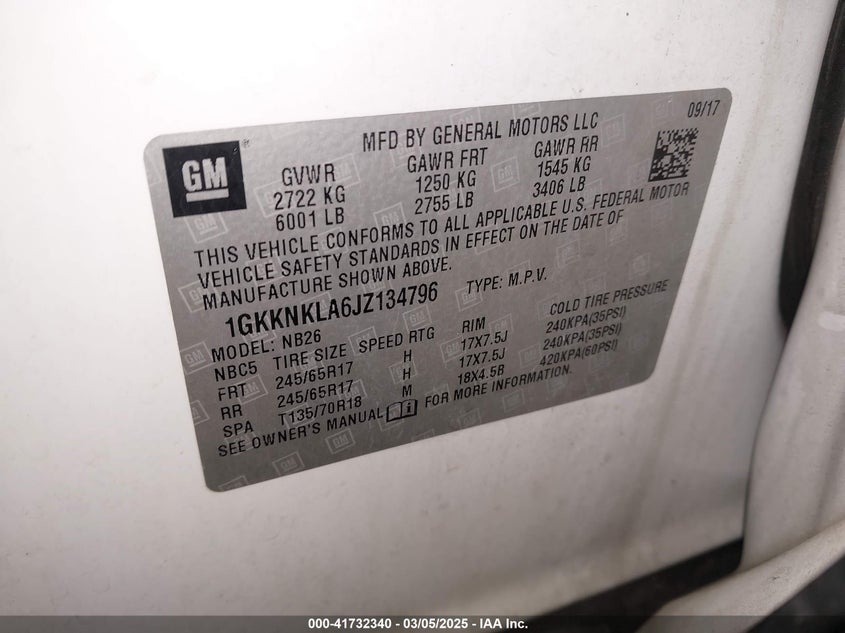 09/17
MFD BY GENERAL MOTORS LLC
GM
GVWR GAWR FRT GAWR RR
2722 KG 1250 KG 1545 KG
6001 LB 2755 LB 3406 LB
THIS VEHICLE CONFORMS TO ALL APPLICABLE U.S. FEDERAL MOTOR
VEHICLE SAFETY STANDARDS IN EFFECT ON THE DATE OF
MANUFACTURE SHOWN ABOVE.
1GKKNKLA6JZ134796 TYPE: M.P.V.
MODEL: NB26
NBC5 TIRE SIZE SPEED RTG RIM COLD TIRE PRESSURE
FRT 245/65R17 H 17X7.5J 240KPA(35PSI)
RR 245/65R17 H 17X7.5J 240KPA(35PSI)
SPA T135/70R18 M 18X4.5B 420KPA(60PSI)
SEE OWNER'S MANUAL i FOR MORE INFORMATION.
000-41732340 — 03/05/2025 — IAA Inc.